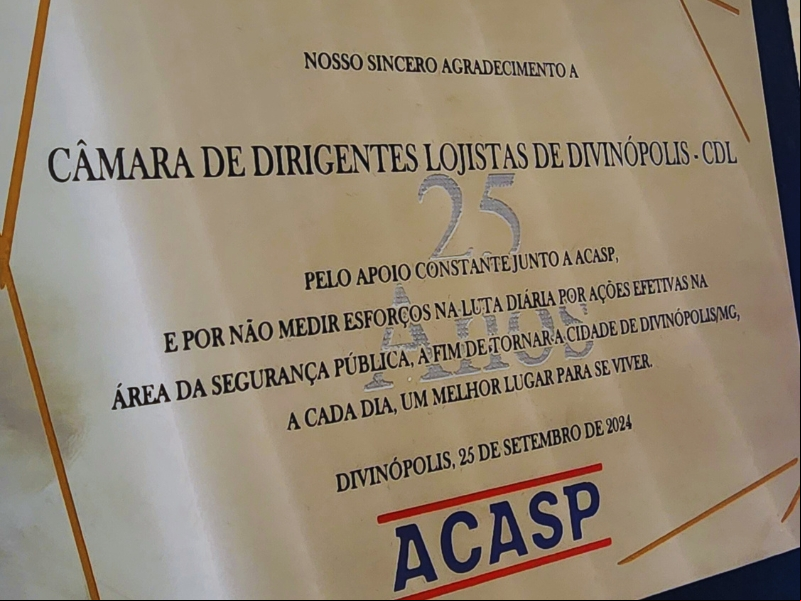 NOSSO SINCERO AGRADECIMENTO A
CÂMARA DE DIRIGENTES LOJISTAS DE DIVINÓPOLIS - CDL
25
Anos
PELO APOIO CONSTANTE JUNTO A ACASP,
E POR NÃO MEDIR ESFORÇOS NA LUTA DIÁRIA POR AÇÕES EFETIVAS NA
ÁREA DA SEGURANÇA PÚBLICA, A FIM DE TORNAR A CIDADE DE DIVINÓPOLIS/MG,
A CADA DIA, UM MELHOR LUGAR PARA SE VIVER.
DIVINÓPOLIS, 25 DE SETEMBRO DE 2024
ACASP